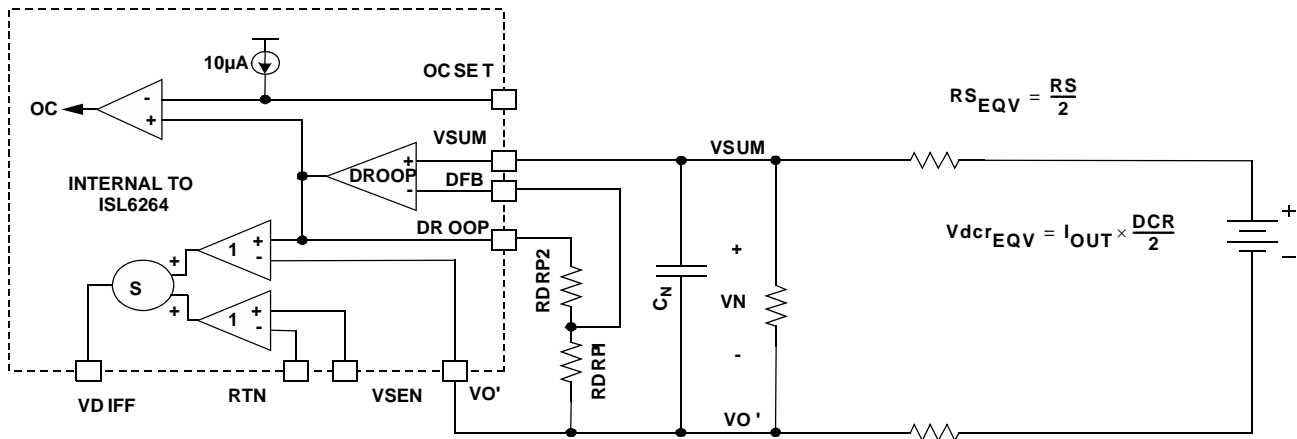 10µA
OCSET
OC
-
+
VSUM
+
DROOP
DFB
-
INTERNAL TO
ISL6264
DROOP
1
+
-
+
S
+
1
+
-
VDIFF
RTN
VSEN
VO'
RDRP2
RDRP1
CN
VSUM
+
VN
-
VO'
RSEQV = RS/2
VdcrEQV = IOUT × DCR/2
+
-